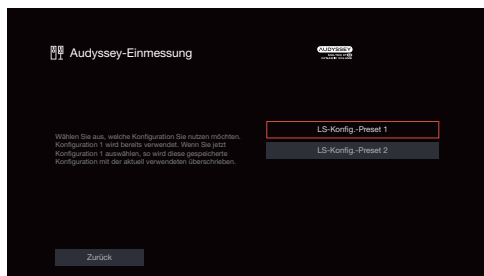 Audyssey-Einmessung
AUDYSSEY
DYNAMIC VOLUME
Wählen Sie aus, welche Konfiguration Sie nutzen möchten.
Konfiguration 1 wird bereits verwendet. Wenn Sie jetzt
Konfiguration 1 auswählen, so wird diese gespeicherte
Konfiguration mit der aktuell verwendeten überschrieben.
LS-Konfig.-Preset 1
LS-Konfig.-Preset 2
Zurück